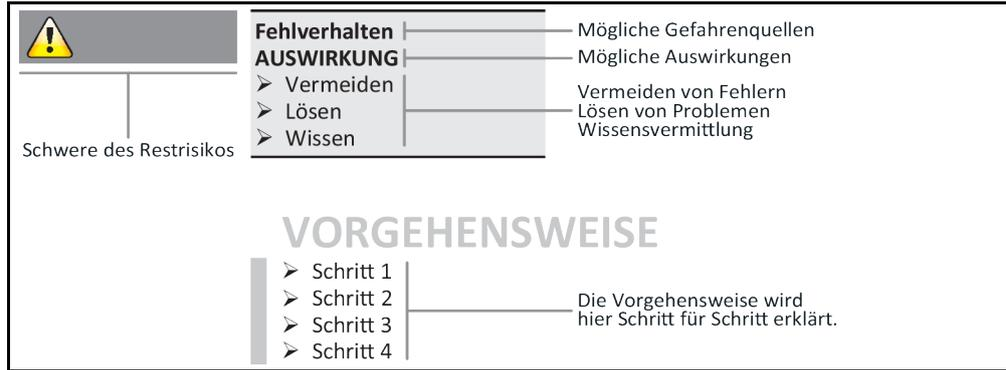 Fehlverhalten
Mögliche Gefahrenquellen
AUSWIRKUNG
Mögliche Auswirkungen
➢ Vermeiden
➢ Lösen
➢ Wissen
Vermeiden von Fehlern
Lösen von Problemen
Wissensvermittlung
Schwere des Restrisikos
VORGEHENSWEISE
➢ Schritt 1
➢ Schritt 2
➢ Schritt 3
➢ Schritt 4
Die Vorgehensweise wird
hier Schritt für Schritt erklärt.